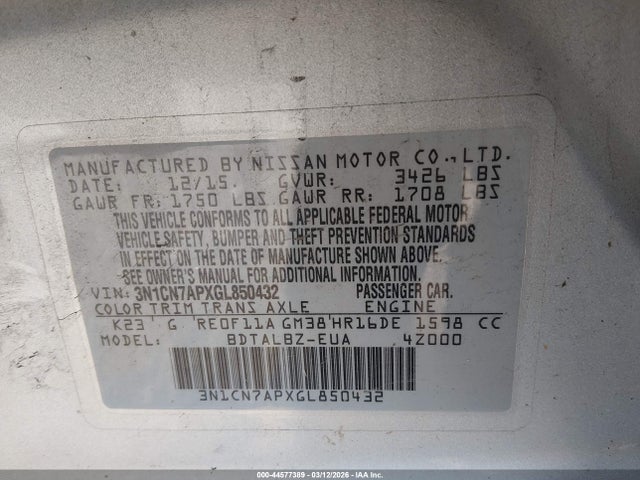 MANUFACTURED BY NISSAN MOTOR CO., LTD.
DATE: 12/15. GVWR: 3426 LBS
GAWR FR: 1750 LBS GAWR RR: 1708 LBS
THIS VEHICLE CONFORMS TO ALL APPLICABLE FEDERAL MOTOR
VEHICLE SAFETY, BUMPER AND THEFT PREVENTION STANDARDS
IN EFFECT ON THE DATE OF MANUFACTURE SHOWN ABOVE.
SEE OWNER'S MANUAL FOR ADDITIONAL INFORMATION.
VIN: 3N1CN7APXGL850432 PASSENGER CAR.
COLOR TRIM TRANS AXLE ENGINE
K23 G RE0F11A GM38 HR16DE 1598 CC
MODEL: BDTALBZ-EUA 4Z000
3N1CN7APXGL850432
000-44577389 - 03/12/2026 - IAA Corp.